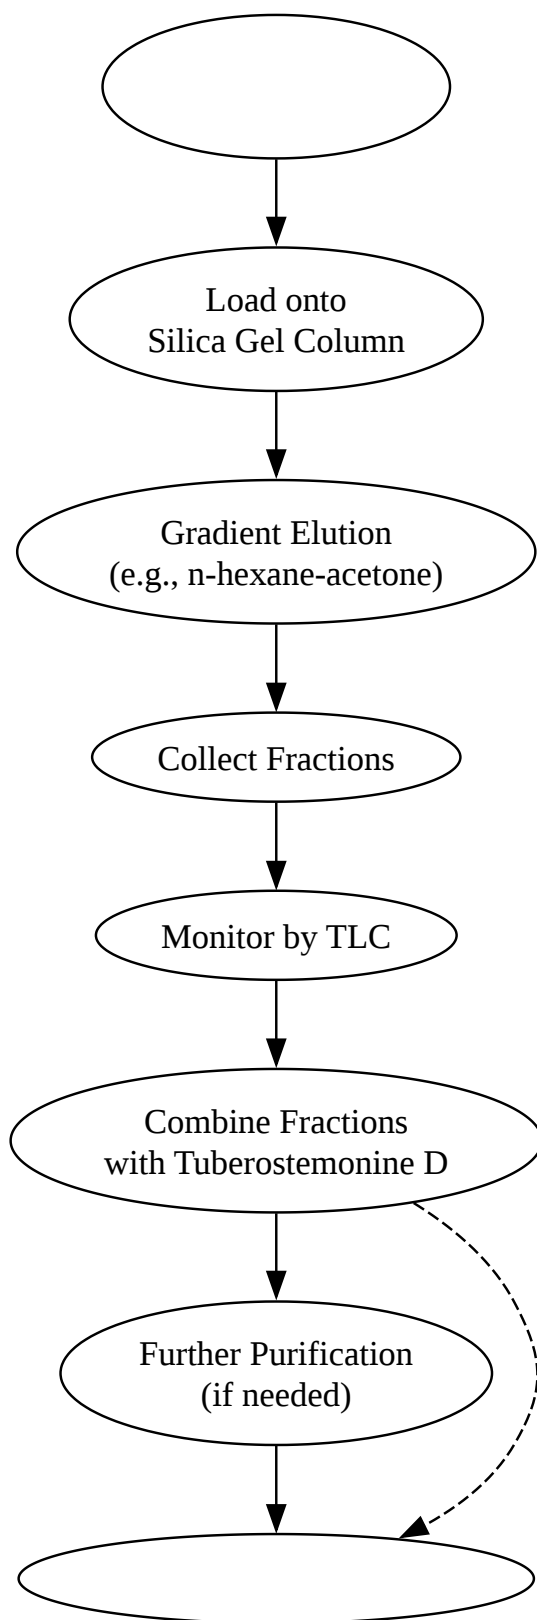 Load onto
Silica Gel Column
Gradient Elution
(e.g., n-hexane-acetone)
Collect Fractions
Monitor by TLC
Combine Fractions
with Tuberostemonine D
Further Purification
(if needed)